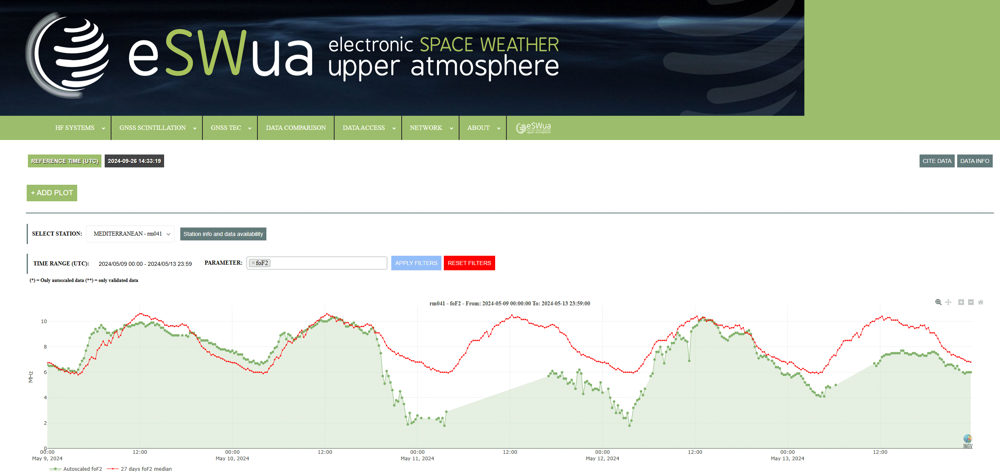 eSWua
electronic SPACE WEATHER
upper atmosphere
HF SYSTEMS
GNSS SCINTILLATION
GNSS TEC
DATA COMPARISON
DATA ACCESS
NETWORK
ABOUT
eSWua
electronic SPACE WEATHER
upper atmosphere
REFERENCE TIME (UTC)
2024-09-26 14:33:19
CITE DATA
DATA INFO
+ ADD PLOT
SELECT STATION:
MEDITERRANEAN - rm041
Station info and data availability
TIME RANGE (UTC):
2024/05/09 00:00 - 2024/05/13 23:59
PARAMETER:
×foF2
APPLY FILTERS
RESET FILTERS
(*) = Only autoscaled data (**) = only validated data
rm041 - foF2 - From: 2024-05-09 00:00:00 To: 2024-05-13 23:59:00
10
8
6
4
2
0
MHz
00:00
May 9, 2024
12:00
00:00
May 10, 2024
12:00
00:00
May 11, 2024
12:00
00:00
May 12, 2024
12:00
00:00
May 13, 2024
12:00
INGV
Autoscaled foF2
27 days foF2 median